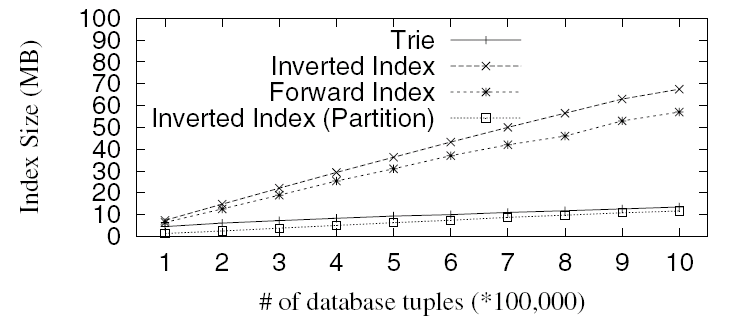 Index Size (MB)
100
90
80
70
60
50
40
30
20
10
0
Trie
Inverted Index
Forward Index
Inverted Index (Partition)
1 2 3 4 5 6 7 8 9 10
# of database tuples (*100,000)